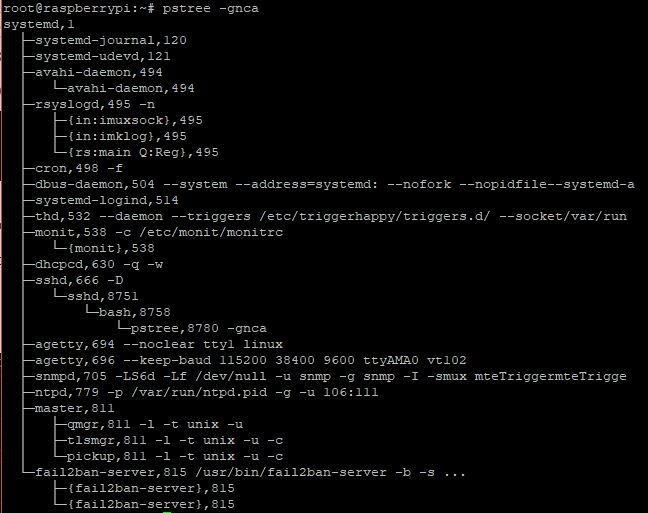 root@raspberrypi:~# pstree -gnca
systemd,1
├─systemd-journal,120
├─systemd-udevd,121
├─avahi-daemon,494
│ └─avahi-daemon,494
├─rsyslogd,495 -n
│ ├─{in:imuxsock},495
│ ├─{in:imklog},495
│ └─{rs:main Q:Reg},495
├─cron,498 -f
├─dbus-daemon,504 --system --address=systemd: --nofork --nopidfile--systemd-a
├─systemd-logind,514
├─thd,532 --daemon --triggers /etc/triggerhappy/triggers.d/ --socket/var/run
├─monit,538 -c /etc/monit/monitrc
│ └─{monit},538
├─dhcpcd,630 -q -w
├─sshd,666 -D
│ └─sshd,8751
│ └─bash,8758
│ └─pstree,8780 -gnca
├─agetty,694 --noclear tty1 linux
├─agetty,696 --keep-baud 115200 38400 9600 ttyAMA0 vt102
├─snmpd,705 -LS6d -Lf /dev/null -u snmp -g snmp -I -smux mteTriggermteTrigge
├─ntpd,779 -p /var/run/ntpd.pid -g -u 106:111
├─master,811
│ ├─qmgr,811 -l -t unix -u
│ ├─tlsmgr,811 -l -t unix -u -c
│ └─pickup,811 -l -t unix -u -c
└─fail2ban-server,815 /usr/bin/fail2ban-server -b -s ...
├─{fail2ban-server},815
└─{fail2ban-server},815